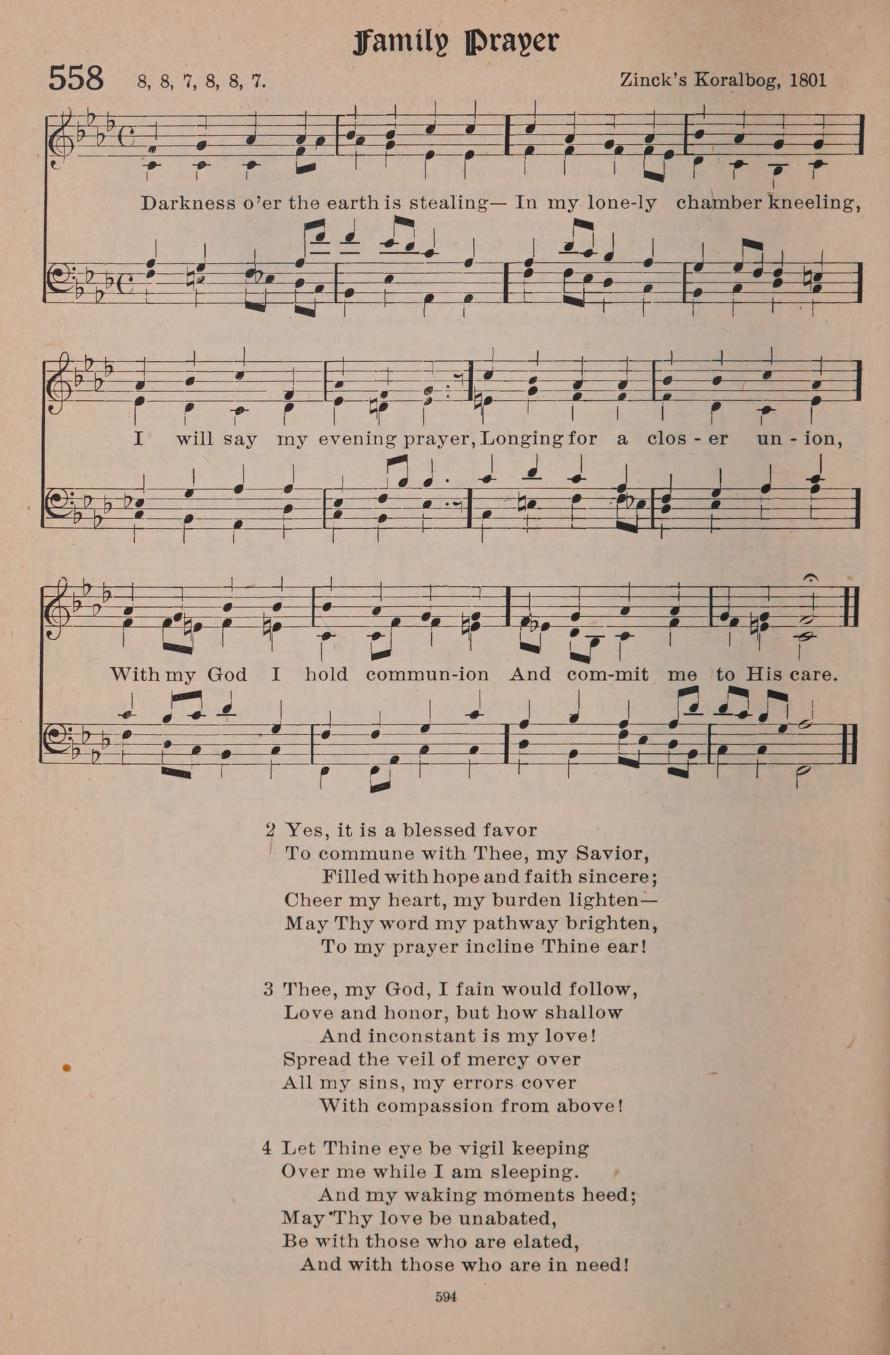 Family Prayer
558 8, 8, 7, 8, 8, 7. Zinck's Koralbog, 1801
Darkness o'er the earth is stealing— In my lone-ly chamber kneeling,
I will say my evening prayer, Longing for a clos-er un-ion,
With my God I hold commun-ion And com-mit me to His care.
2 Yes, it is a blessed favor
To commune with Thee, my Savior,
Filled with hope and faith sincere;
Cheer my heart, my burden lighten—
May Thy word my pathway brighten,
To my prayer incline Thine ear!
3 Thee, my God, I fain would follow,
Love and honor, but how shallow
And inconstant is my love!
Spread the veil of mercy over
All my sins, my errors cover
With compassion from above!
4 Let Thine eye be vigil keeping
Over me while I am sleeping.
And my waking moments heed;
May Thy love be unabated,
Be with those who are elated,
And with those who are in need!
594